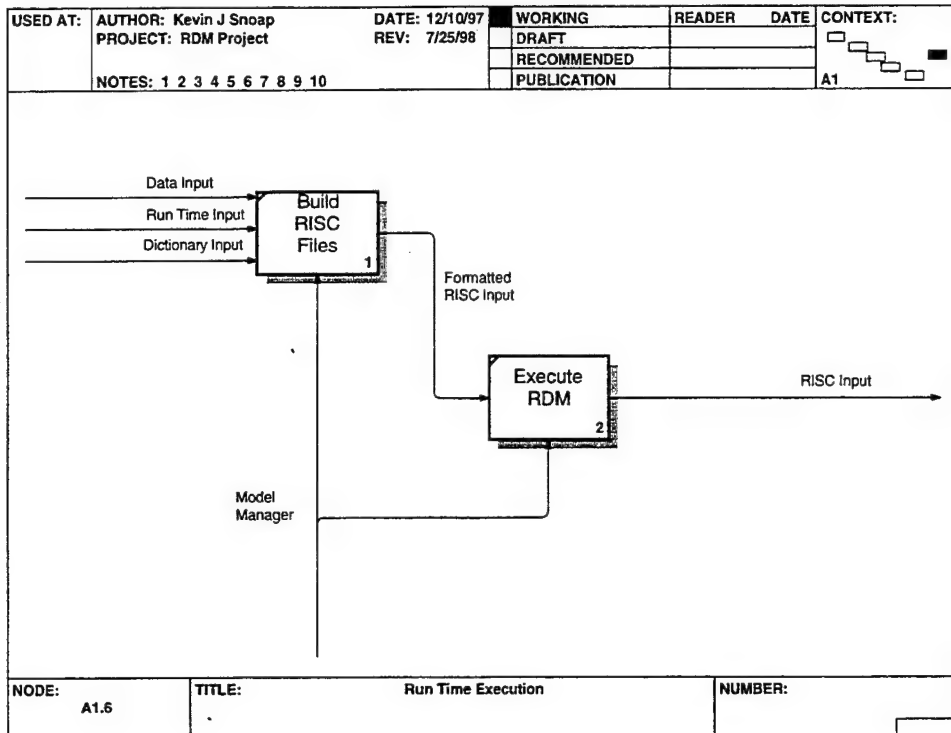 USED AT:
AUTHOR: Kevin J Snoap
DATE: 12/10/97
PROJECT: RDM Project
REV: 7/25/98
NOTES: 1 2 3 4 5 6 7 8 9 10
WORKING
DRAFT
RECOMMENDED
PUBLICATION
READER
DATE
CONTEXT:
A1
Data Input
Run Time Input
Dictionary Input
Build
RISC
Files
1
Formatted
RISC Input
Execute
RDM
2
RISC Input
Model
Manager
NODE:
A1.6
TITLE:
Run Time Execution
NUMBER: